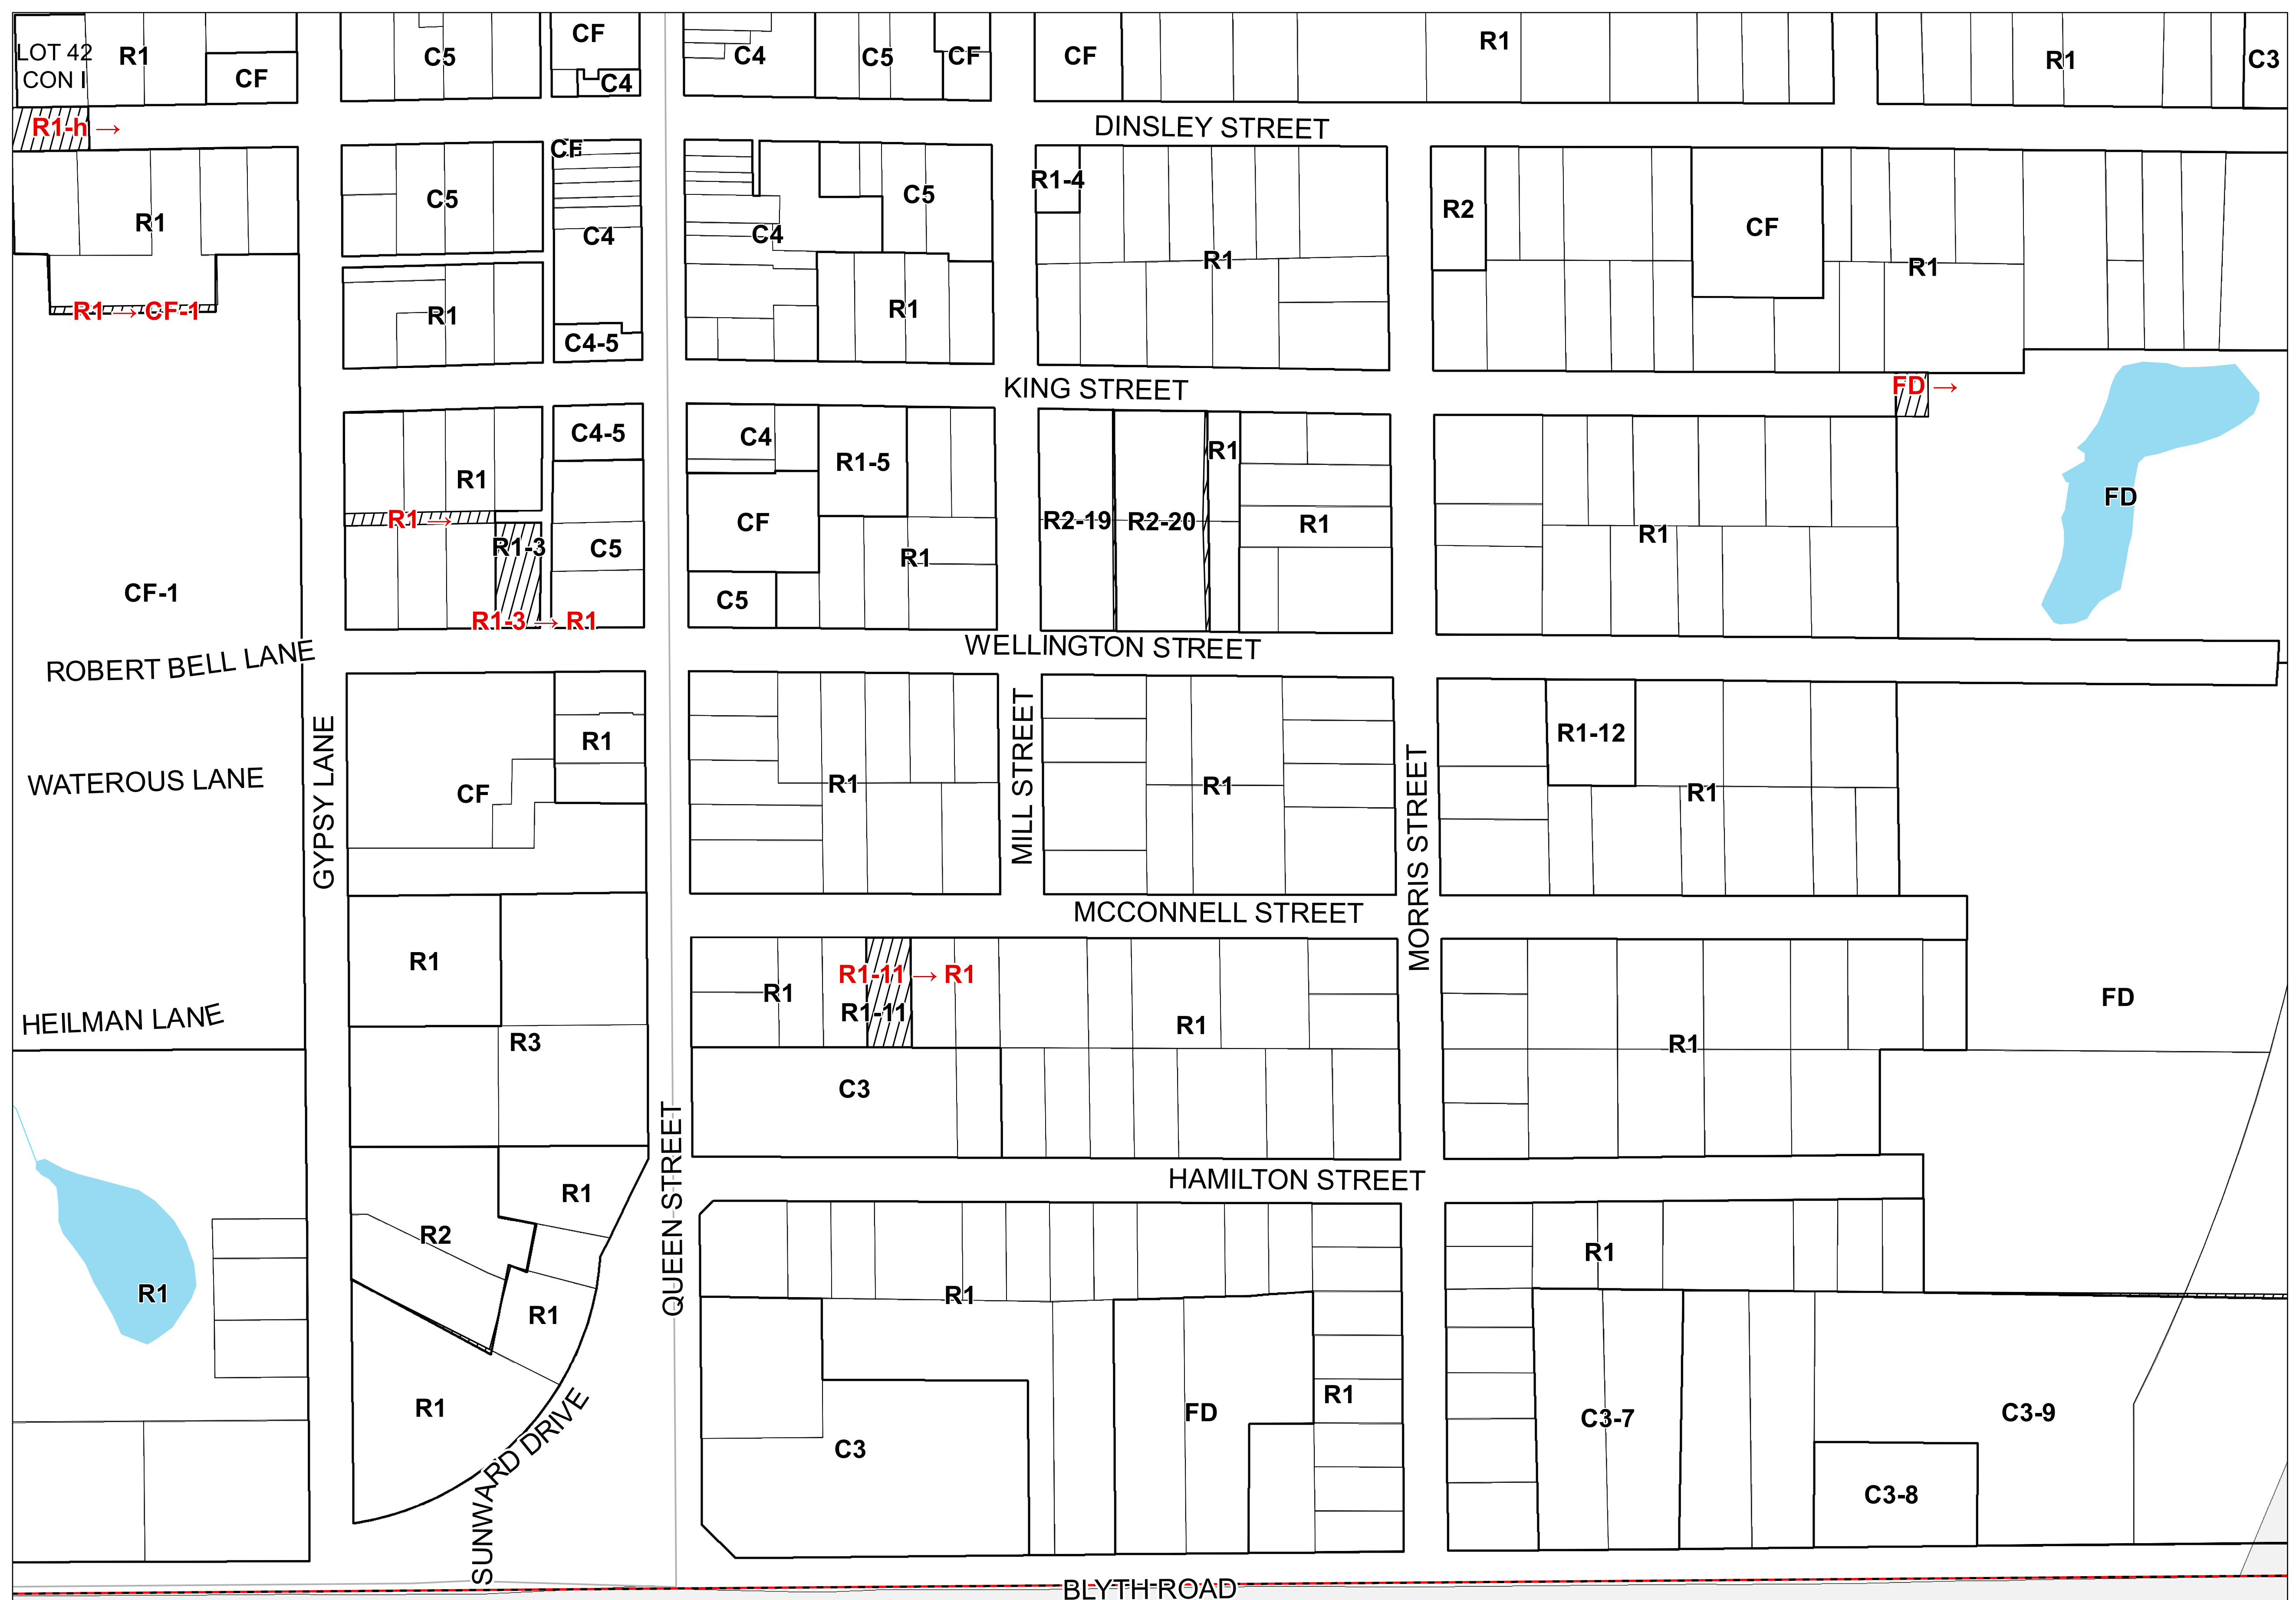 LOT 42
CON I
R1
CF
C5
CF
C4
C4
C5
CF
CF
R1
R1
C3
R1-h →
DINSLEY STREET
R1
C5
CF
C4
C4
C5
R1-4
R1
R2
CF
R1
R1 → CF-1
R1
C4-5
R1
KING STREET
FD →
R1
C4-5
C4
R1-5
R1
R1 →
R1-3
C5
CF
R1
R2-19
R2-20
R1
R1
FD
CF-1
C5
R1-3 → R1
ROBERT BELL LANE
WELLINGTON STREET
WATEROUS LANE
GYPSY LANE
CF
R1
R1
MILL STREET
R1
MORRIS STREET
R1-12
R1
MCCONNELL STREET
R1
R1-11 → R1
R1
R1-11
R1
R1
FD
HEILMAN LANE
R3
C3
QUEEN STREET
HAMILTON STREET
R1
R2
R1
R1
R1
R1
R1
R1
SUNWARD DRIVE
C3
FD
R1
C3-7
C3-9
C3-8
BLYTH ROAD